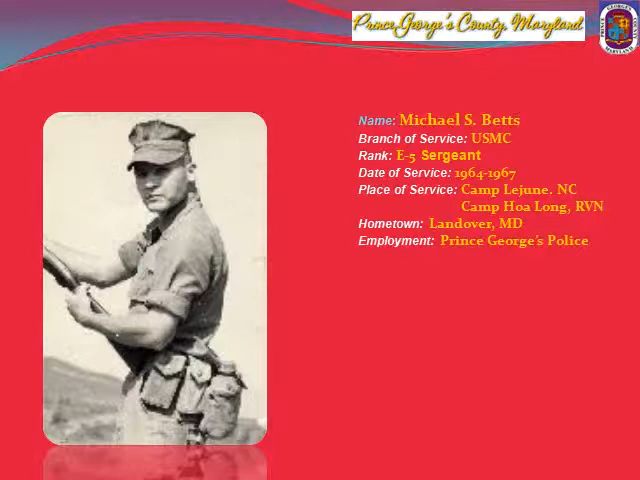 Prince George's County, Maryland
Name: Michael S. Betts
Branch of Service: USMC
Rank: E-5 Sergeant
Date of Service: 1964-1967
Place of Service: Camp Lejune. NC
Camp Hoa Long, RVN
Hometown: Landover, MD
Employment: Prince George's Police